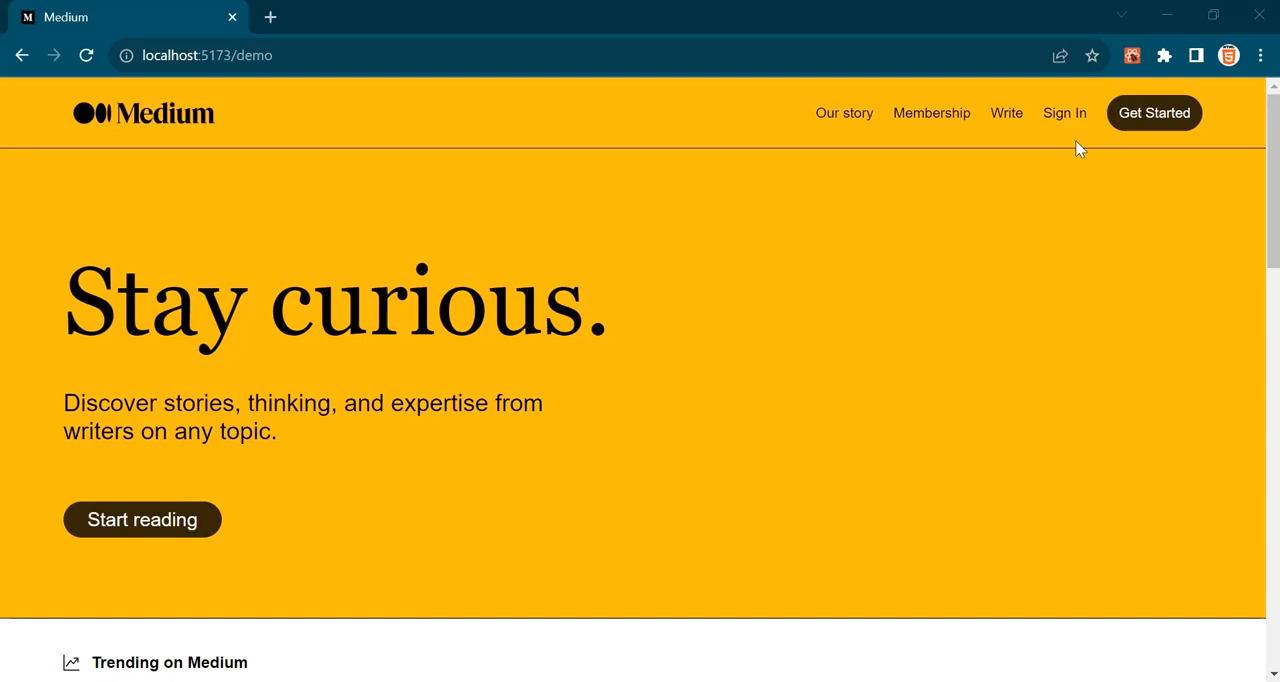 M Medium
localhost:5173/demo
Medium
Our story Membership Write Sign In Get Started
Stay curious.
Discover stories, thinking, and expertise from
writers on any topic.
Start reading
Trending on Medium